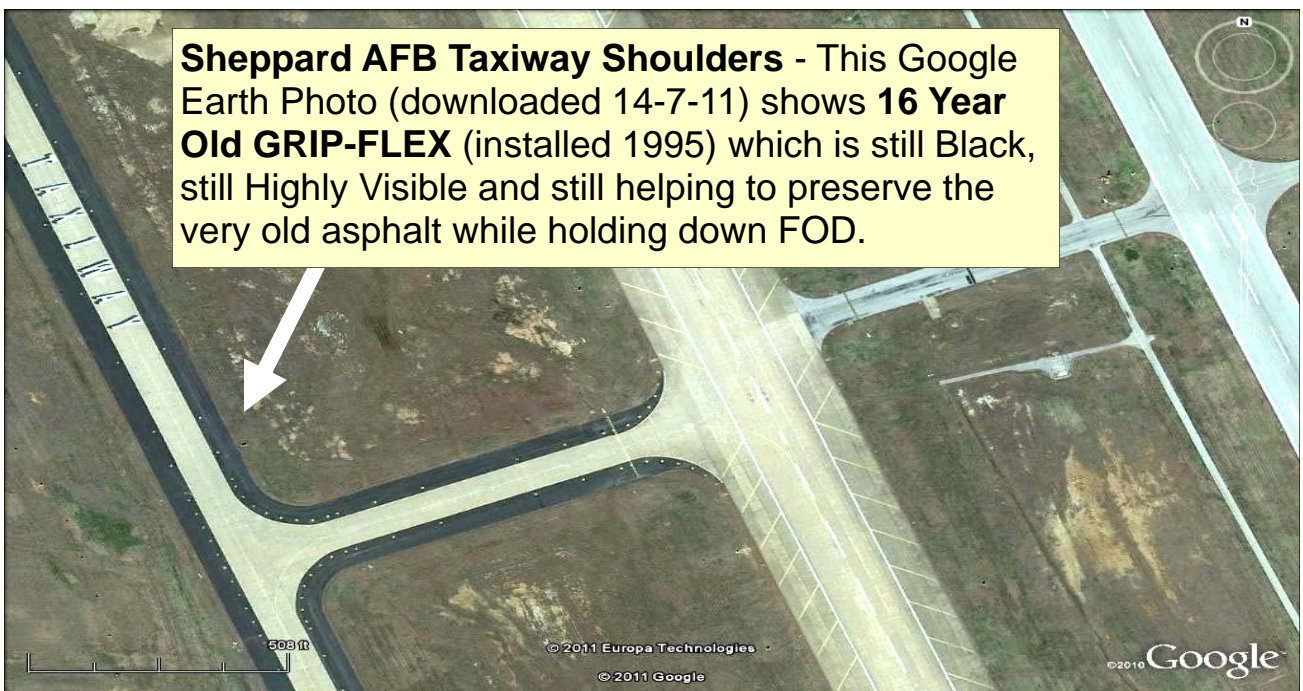 N
Sheppard AFB Taxiway Shoulders - This Google
Earth Photo (downloaded 14-7-11) shows 16 Year
Old GRIP-FLEX (installed 1995) which is still Black,
still Highly Visible and still helping to preserve the
very old asphalt while holding down FOD.
TAXIWAY
508 ft
© 2011 Europa Technologies
© 2011 Google
©2010 Google